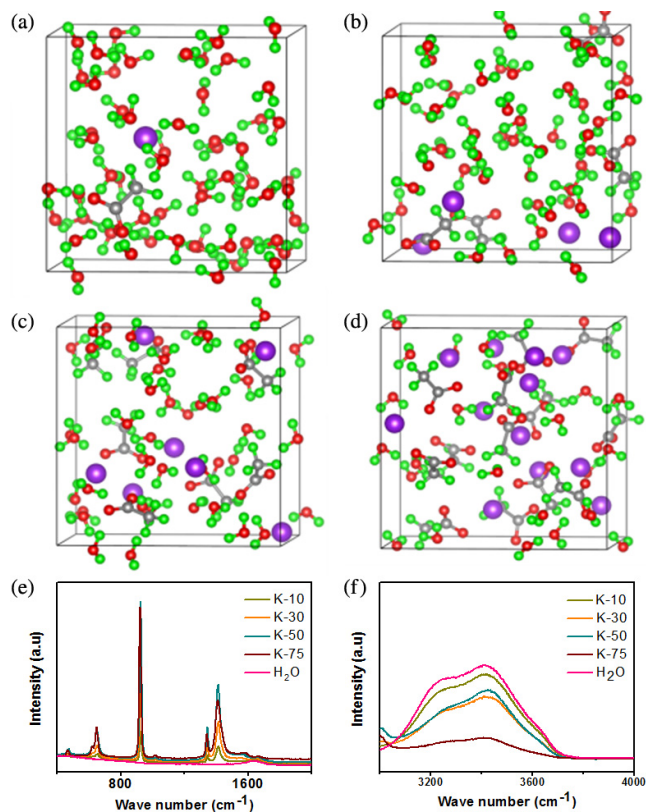 (a)
(b)
(c)
(d)
(e)
(f)
Intensity (a.u)
K-10
K-30
K-50
K-75
H₂O
800
1600
Wave number (cm⁻¹)
Intensity (a.u)
K-10
K-30
K-50
K-75
H₂O
3200
3600
4000
Wave number (cm⁻¹)